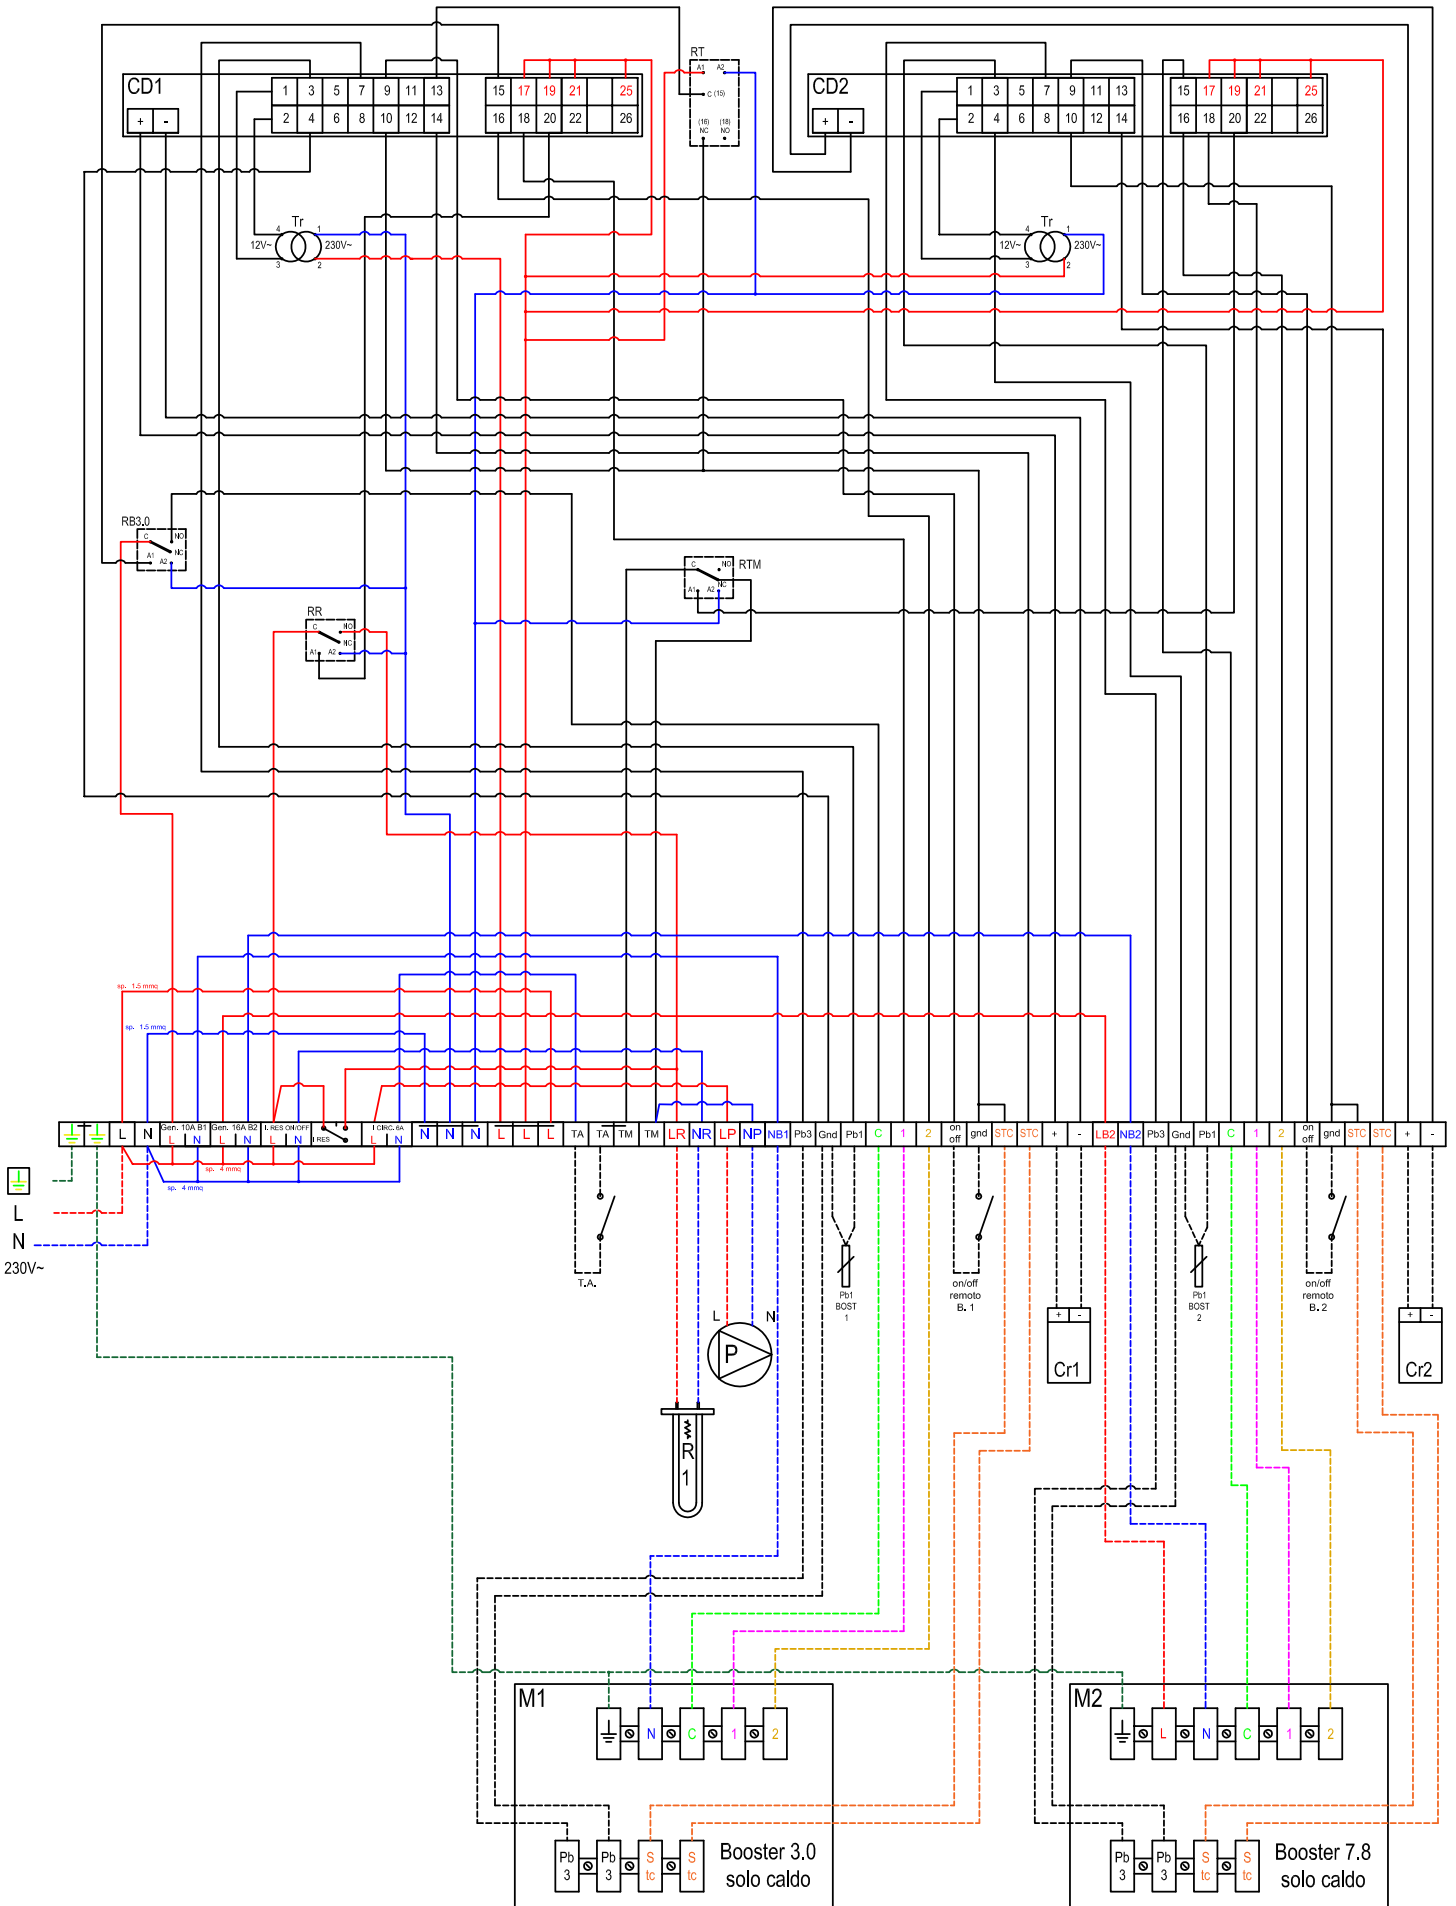 CD1
+ -
1 3 5 7 9 11 13
2 4 6 8 10 12 14
15 17 19 21 25
16 18 20 22 26
RT
A1 A2
C (15)
(16) (18)
NC NO
CD2
+ -
1 3 5 7 9 11 13
2 4 6 8 10 12 14
15 17 19 21 25
16 18 20 22 26
Tr
4 1
12V~ 230V~
3 2
Tr
4 1
12V~ 230V~
3 2
RB3.0
C NO
NC
A1 A2
RTM
C NO
NC
A1 A2
RR
C NO
NC
A1 A2
sp. 1.5 mmq
sp. 1.5 mmq
L N Gen. 10A B1 Gen. 16A B2 I. RES ON/OFF I RES I CIRC. 6A N N N L L L TA TA TM TM LR NR LP NP NB1 Pb3 Gnd Pb1 C 1 2 on off gnd STC STC + - LB2 NB2 Pb3 Gnd Pb1 C 1 2 on off gnd STC STC + -
L N L N L N L N
sp. 4 mmq
sp. 4 mmq
L
N
230V~
T.A.
Pb1
BOST
1
on/off
remoto
B. 1
Pb1
BOST
2
on/off
remoto
B. 2
L N
P
+ -
Cr1
+ -
Cr2
R
1
M1
N C 1 2
Pb 3 Pb 3 S tc S tc
Booster 3.0
solo caldo
M2
L N C 1 2
Pb 3 Pb 3 S tc S tc
Booster 7.8
solo caldo